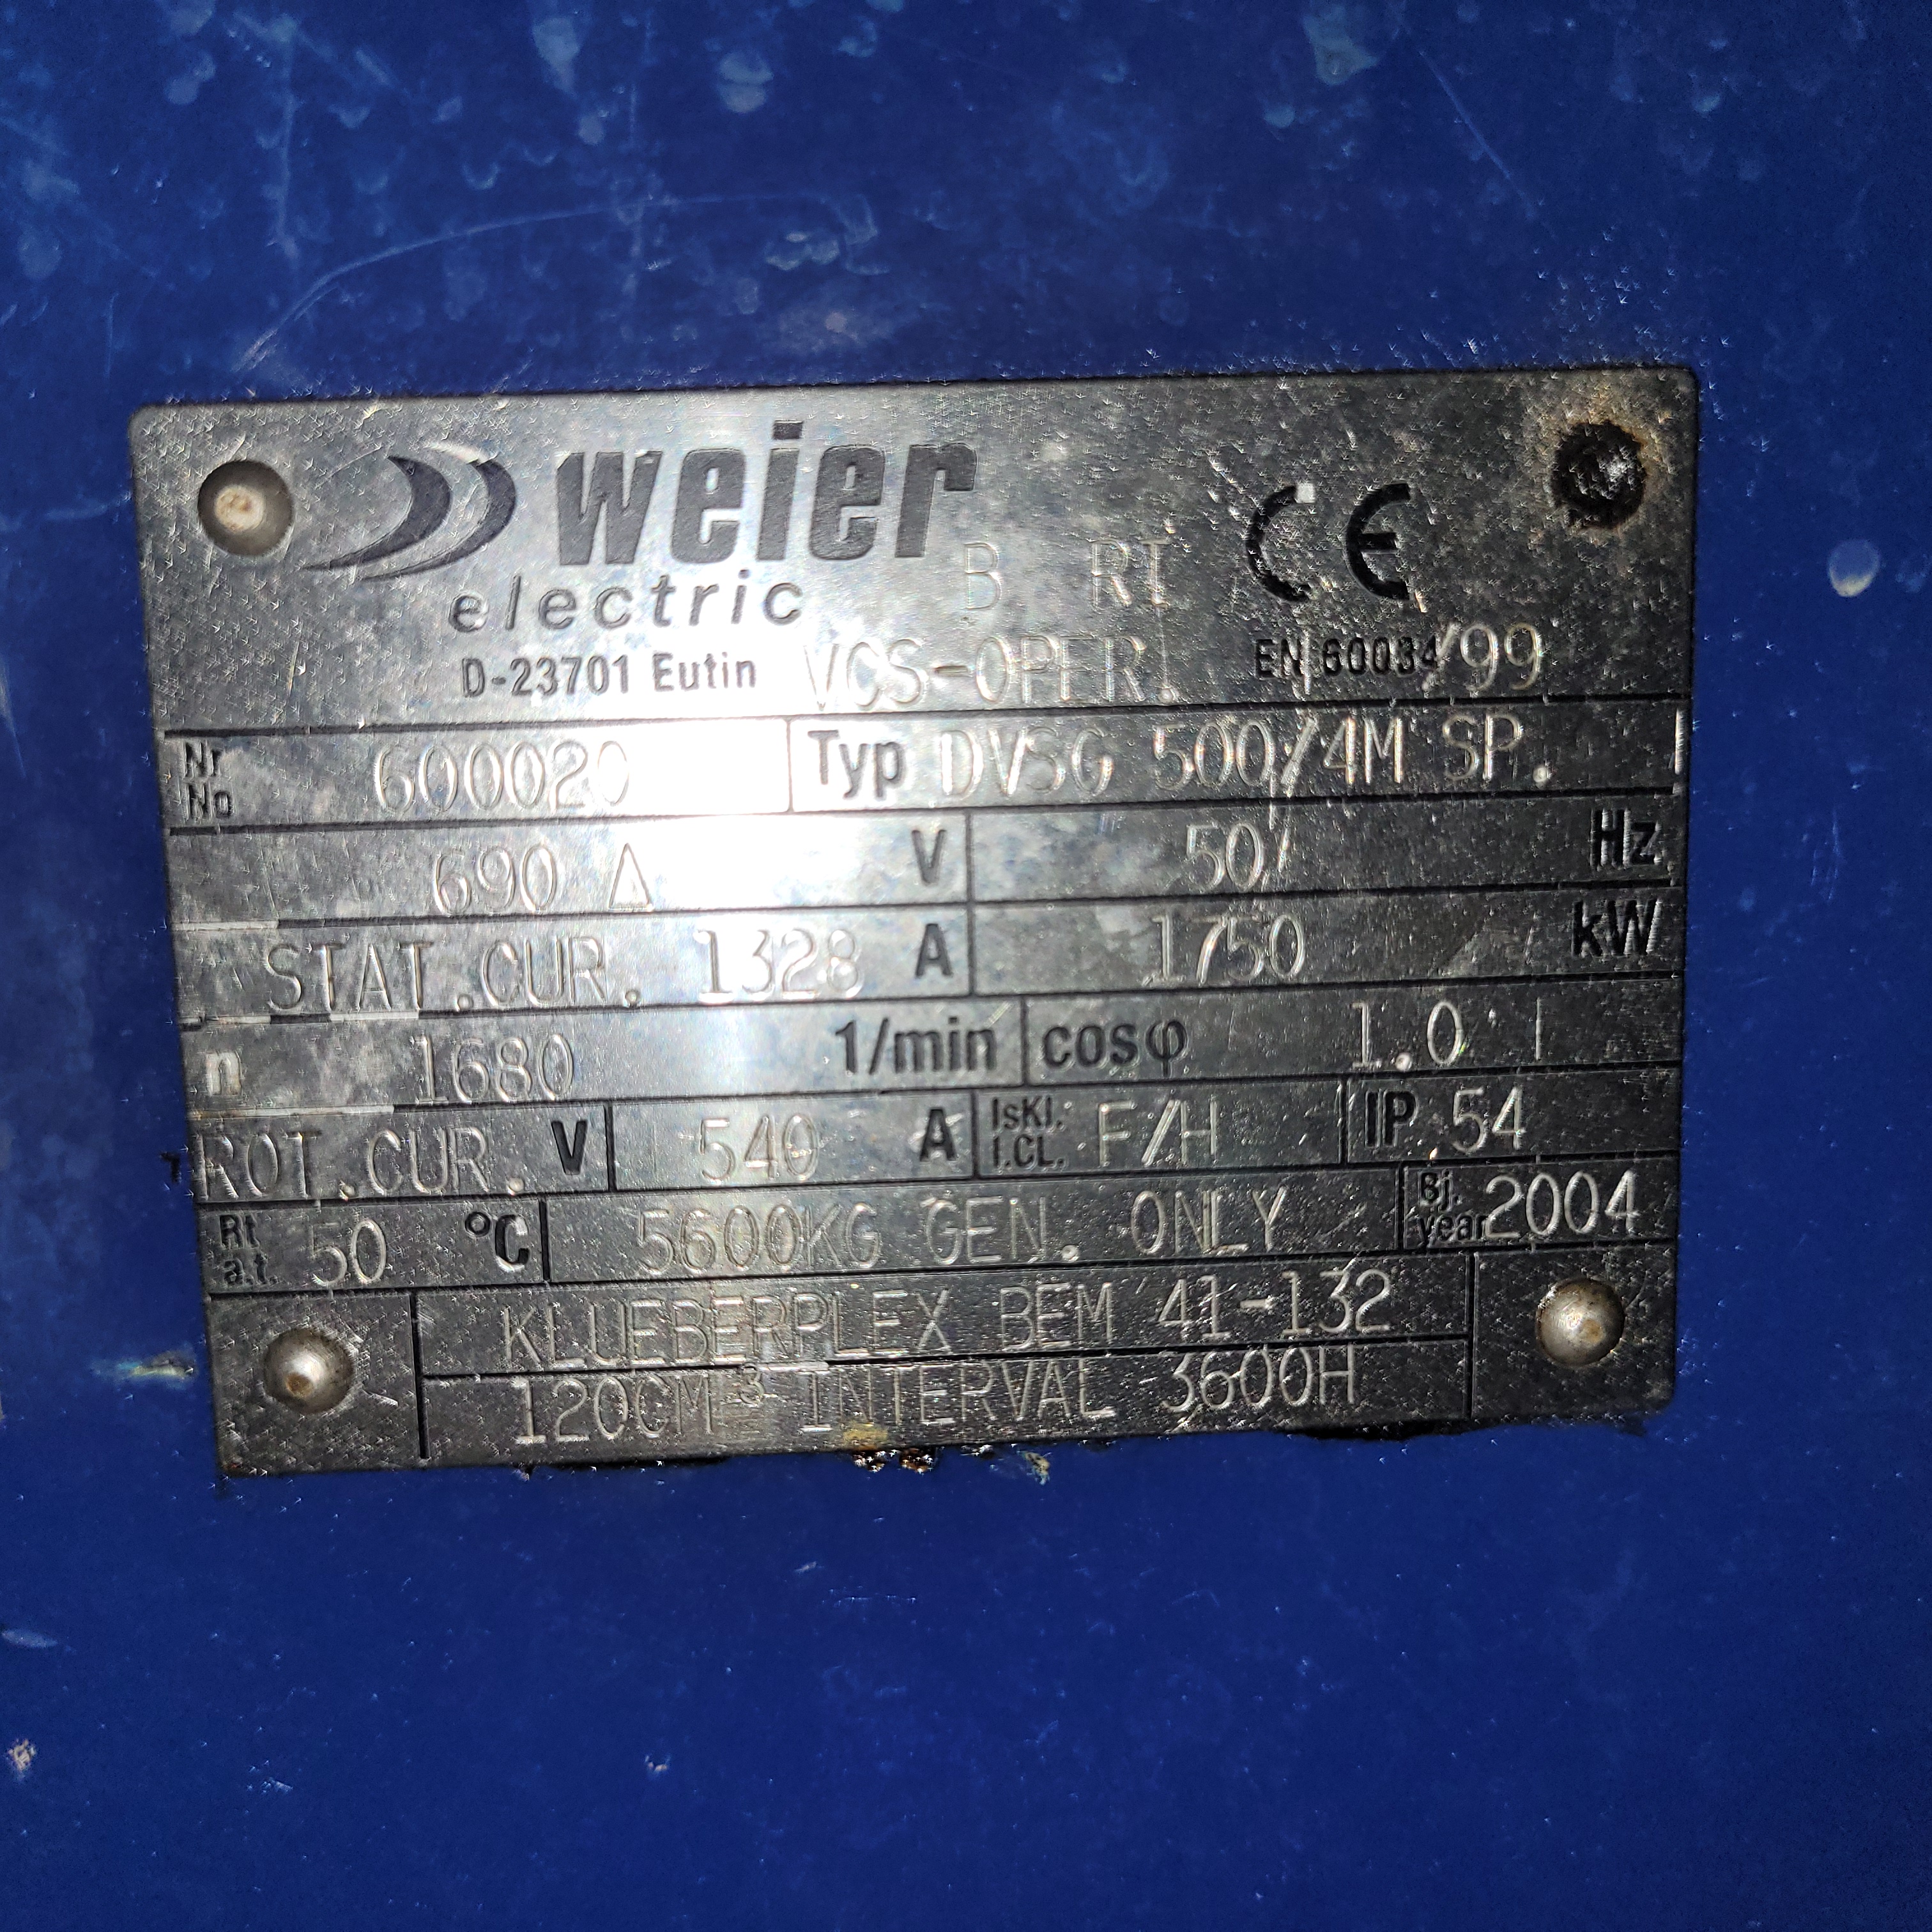 weier
B RI CE
electric
D-23701 Eutin VCS-OPER. EN 60034 /99
Nr No 600020 Typ DVSG 500/4M SP.
690 Δ V 50/ Hz
STAT.CUR. 1328 A 1750 kW
n 1680 1/min cosφ 1.0
ROT.CUR. V 540 A IsKl. I.CL. F/H IP 54
Rt a.t. 50 °C 5600KG GEN. ONLY Bj. year 2004
KLUEBERPLEX BEM 41-132
120CM³ INTERVAL 3600H